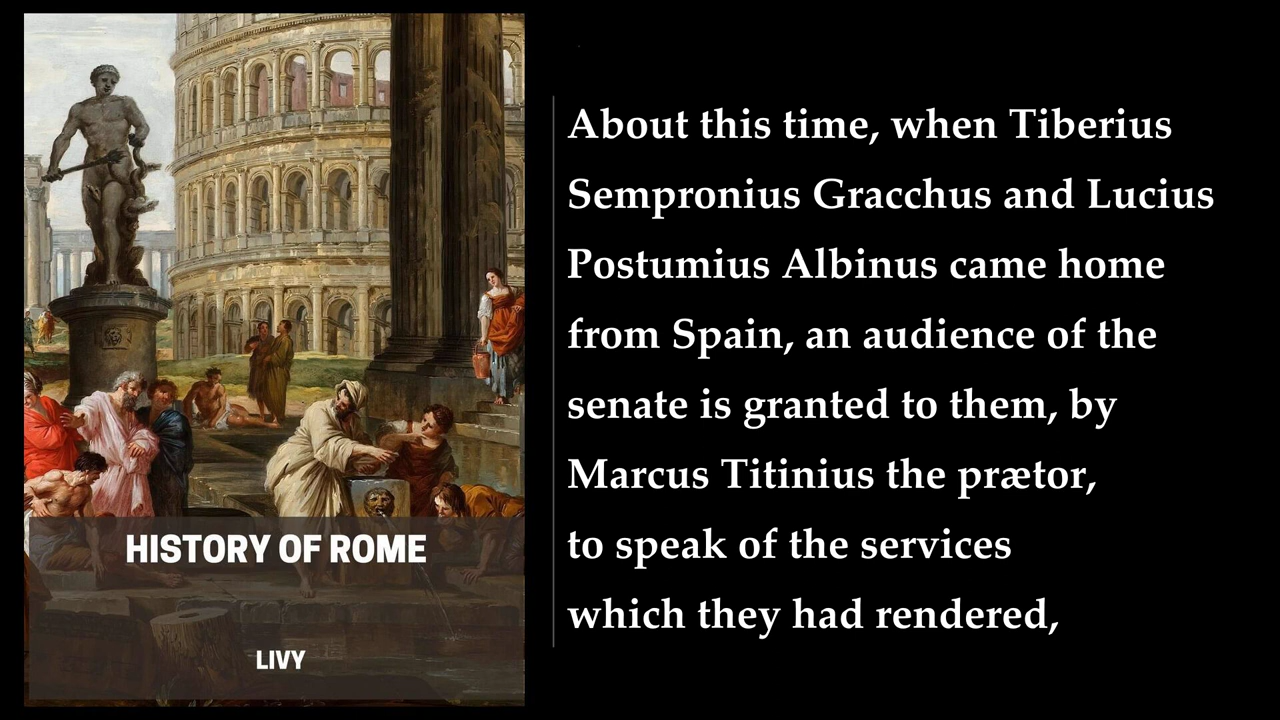 HISTORY OF ROME
LIVY
About this time, when Tiberius
Sempronius Gracchus and Lucius
Postumius Albinus came home
from Spain, an audience of the
senate is granted to them, by
Marcus Titinius the prætor,
to speak of the services
which they had rendered,